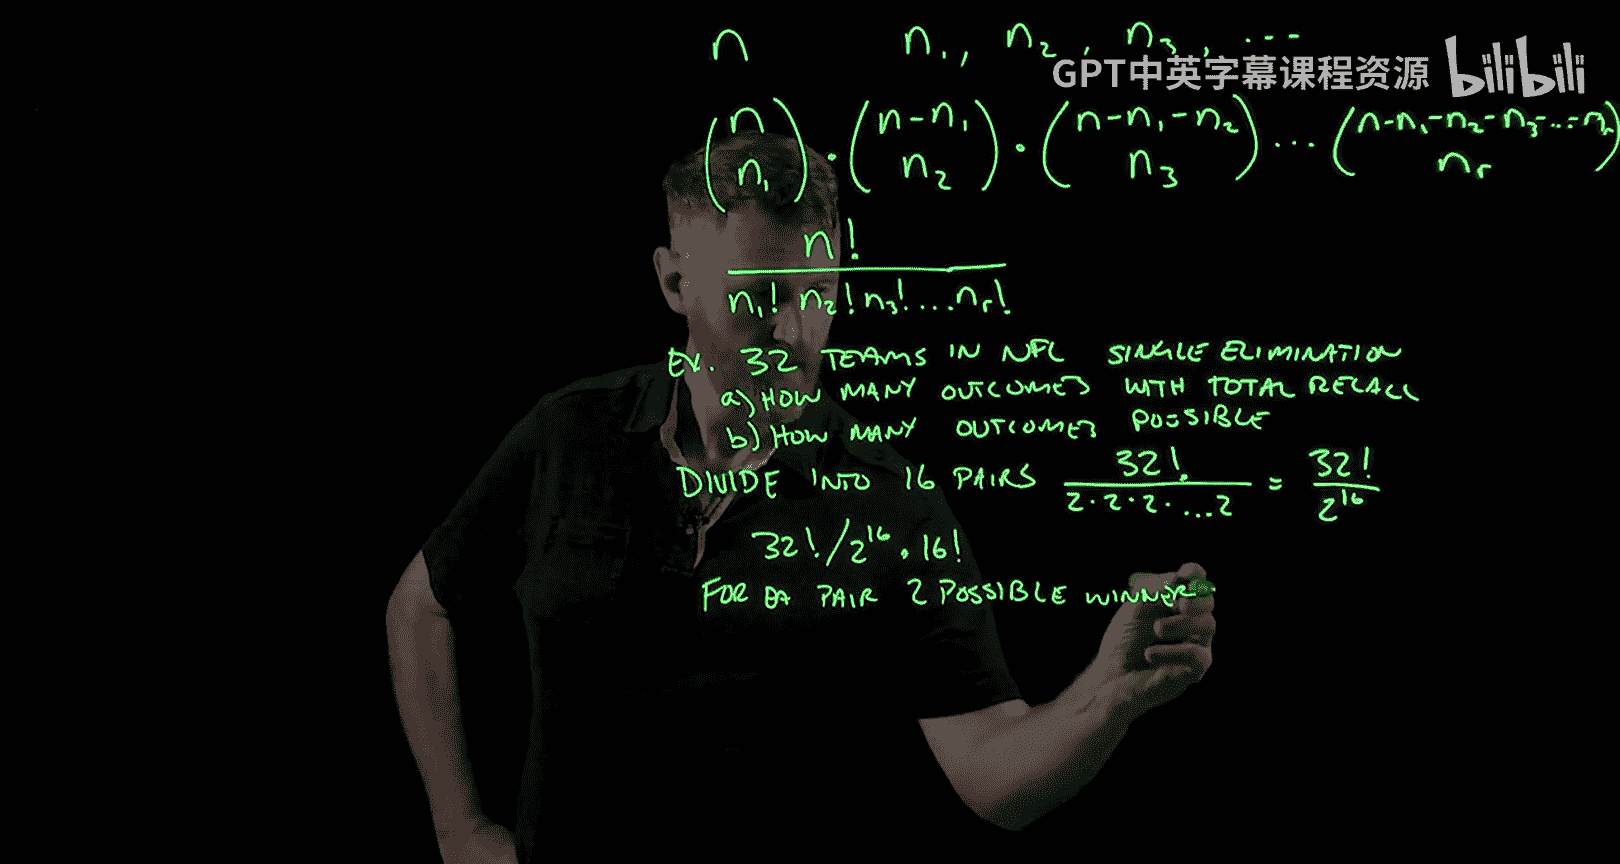 n n₁, n₂, n₃, ...
GPT中英字幕课程资源 bilibili
(n n₁) · (n-n₁ n₂) · (n-n₁-n₂ n₃) ... (n-n₁-n₂-n₃-...-nᵣ nᵣ)
n!
n₁! n₂! n₃! ... nᵣ!
EX. 32 TEAMS IN NFL SINGLE ELIMINATION
a) HOW MANY OUTCOMES WITH TOTAL RECALL
b) HOW MANY OUTCOMES POSSIBLE
DIVIDE INTO 16 PAIRS 32! / 2·2·2·...2 = 32! / 2¹⁶
32!/2¹⁶ · 16!
FOR A PAIR 2 POSSIBLE WINNER